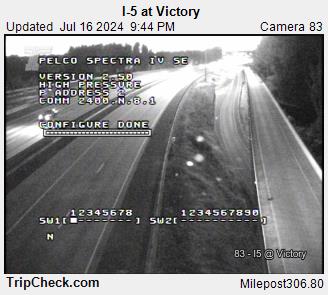 I-5 at Victory
Updated Jul 16 2024 9:44 PM Camera 83
PELCO SPECTRA IV SE
VERSION 2.50
HIGH PRESSURE
P ADDRESS 2
COMM 2400,N,8,1
CONFIGURE DONE
12345678 1234567890
SW1[■-------] SW2[----------]
N
83 - I5 @ Victory
TripCheck.com Milepost306.80